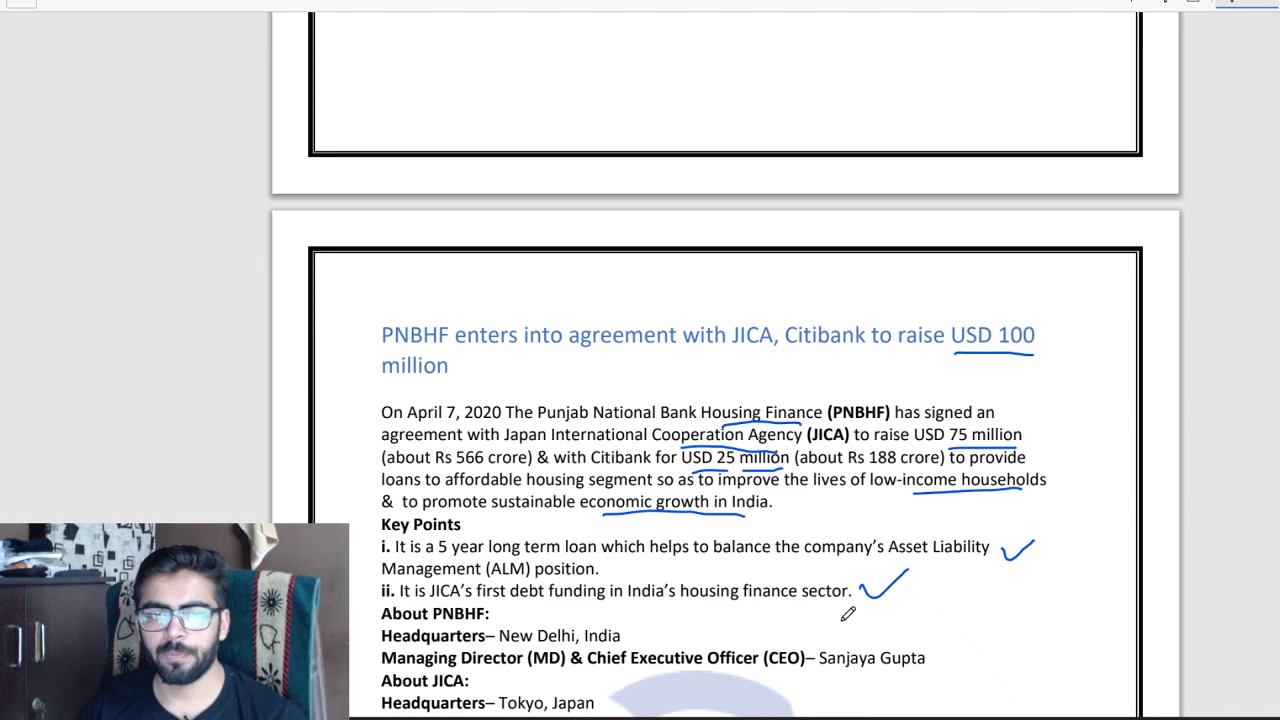 PNBHF enters into agreement with JICA, Citibank to raise USD 100
million
On April 7, 2020 The Punjab National Bank Housing Finance (PNBHF) has signed an
agreement with Japan International Cooperation Agency (JICA) to raise USD 75 million
(about Rs 566 crore) & with Citibank for USD 25 million (about Rs 188 crore) to provide
loans to affordable housing segment so as to improve the lives of low-income households
&  to promote sustainable economic growth in India.
Key Points
i. It is a 5 year long term loan which helps to balance the company’s Asset Liability
Management (ALM) position.
ii. It is JICA’s first debt funding in India’s housing finance sector.
About PNBHF:
Headquarters– New Delhi, India
Managing Director (MD) & Chief Executive Officer (CEO)– Sanjaya Gupta
About JICA:
Headquarters– Tokyo, Japan